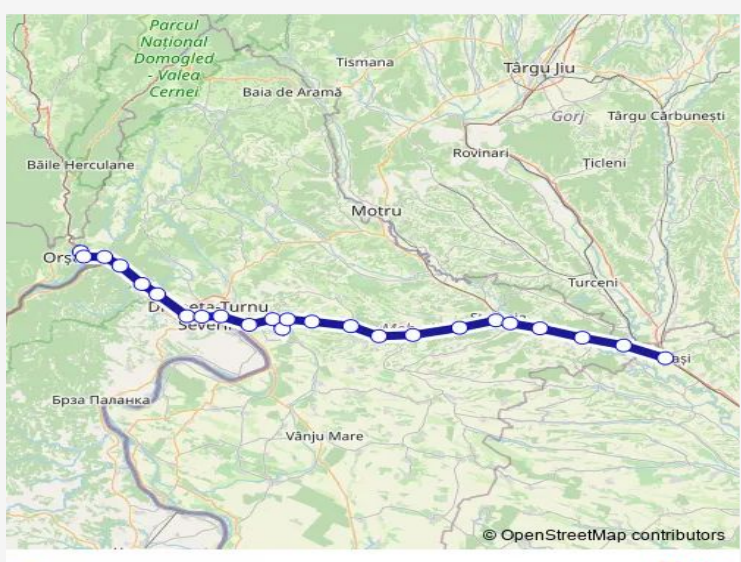 Parcul
Național
Domogled
- Valea
Cernei
Tismana
Târgu Jiu
Baia de Aramă
Gorj
Târgu Cărbunești
Băile Herculane
Rovinari
Țicleni
Motru
Turceni
Брза Паланка
Vânju Mare
© OpenStreetMap contributors